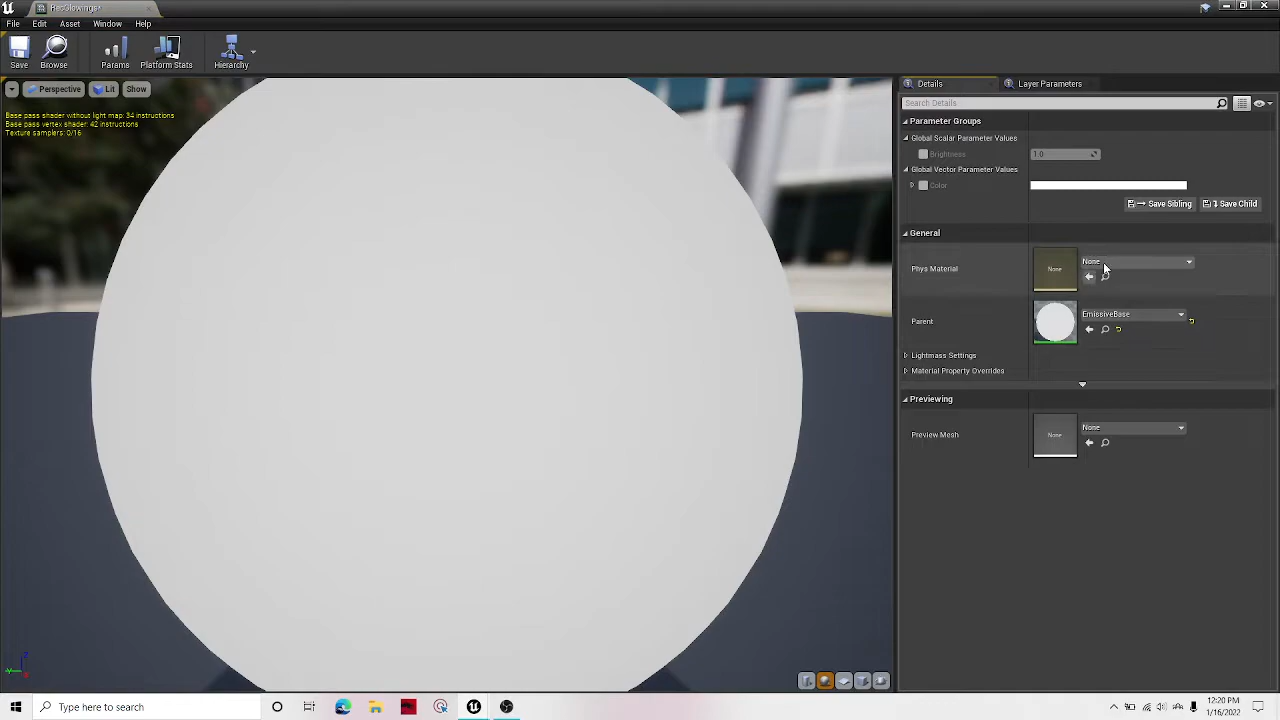 RecGlowings*
File Edit Asset Window Help
Save Browse Params Platform Stats Hierarchy
Perspective Lit Show
Base pass shader without light map: 34 instructions
Base pass vertex shader: 42 instructions
Texture samplers: 0/16
Details Layer Parameters
Search Details
Parameter Groups
Global Scalar Parameter Values
Brightness 1.0
Global Vector Parameter Values
Color
Save Sibling Save Child
General
Phys Material None None
Parent EmissiveBase
Lightmass Settings
Material Property Overrides
Previewing
Preview Mesh None None
Type here to search
12:20 PM
1/16/2022